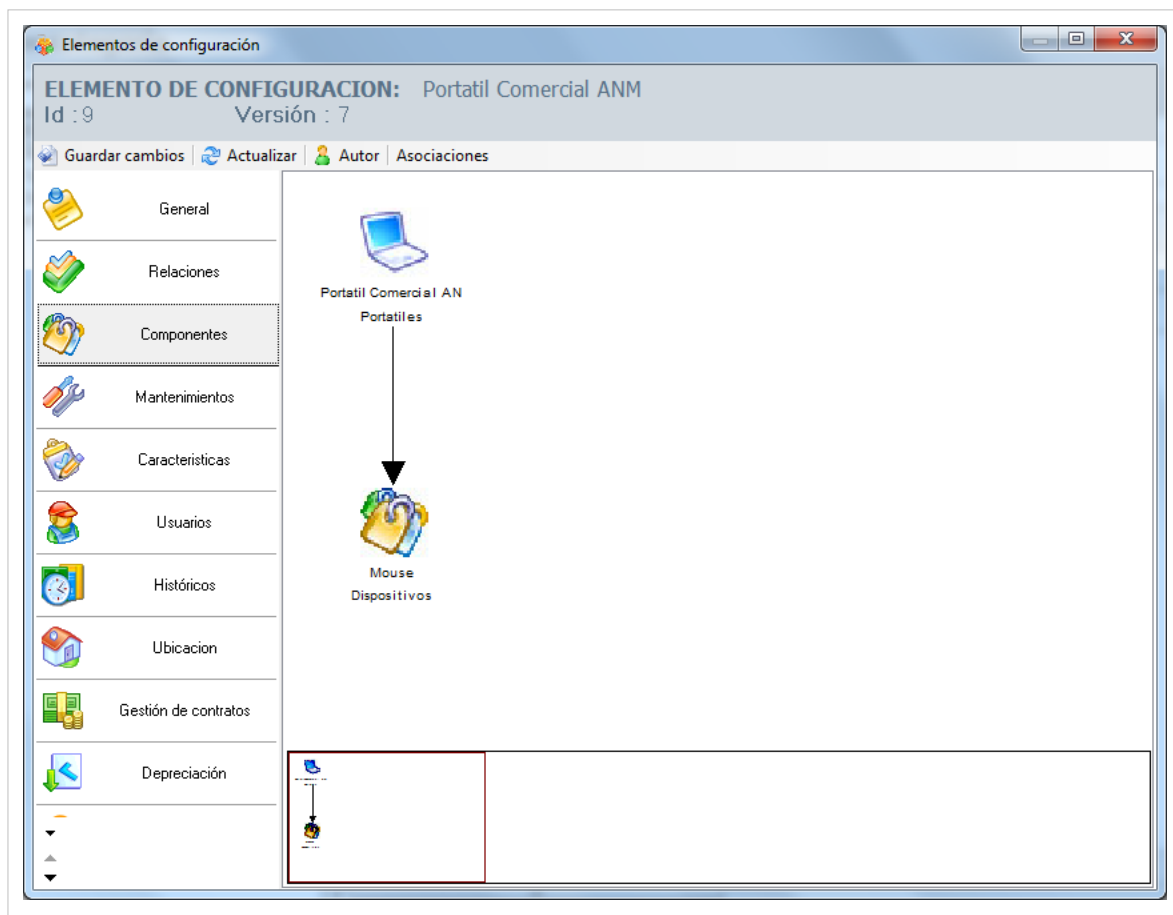 Elementos de configuración
ELEMENTO DE CONFIGURACION: Portatil Comercial ANM
Id : 9 Versión : 7
Guardar cambios Actualizar Autor Asociaciones
General
Relaciones
Componentes
Mantenimientos
Caracteristicas
Usuarios
Históricos
Ubicacion
Gestión de contratos
Depreciación
Portatil Comercial AN
Portatiles
Mouse
Dispositivos